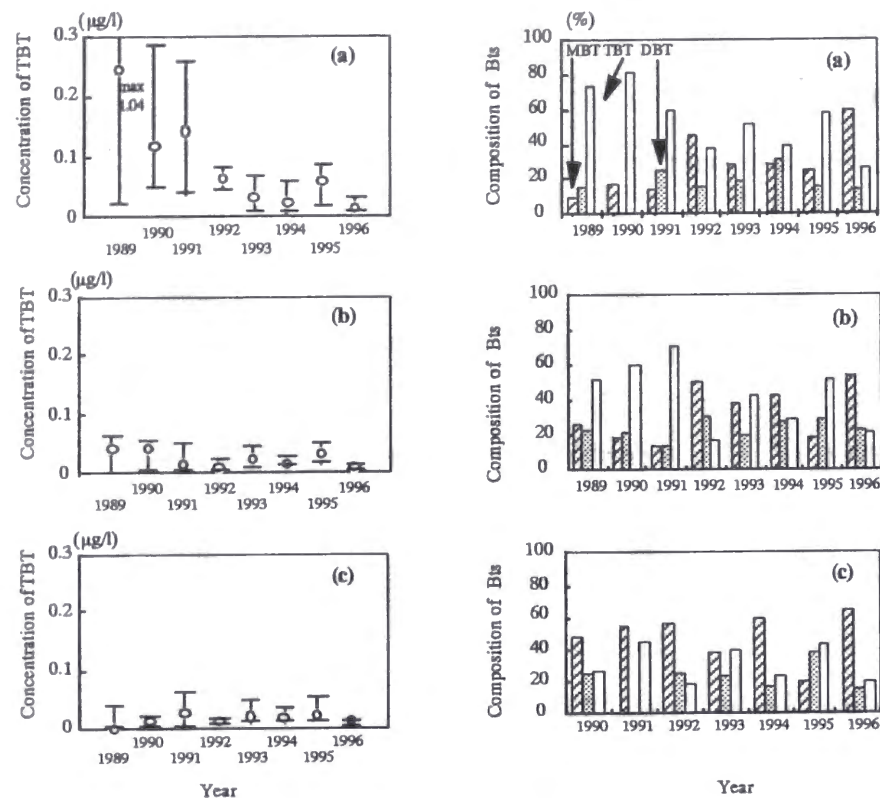 (μg/l)
Concentration of TBT
0.3
0.2
0.1
0
(a)
max
1.04
1990 1992 1994 1996
1989 1991 1993 1995
(μg/l)
Concentration of TBT
0.3
0.2
0.1
0
(b)
1990 1992 1994 1996
1989 1991 1993 1995
(μg/l)
Concentration of TBT
0.3
0.2
0.1
0
(c)
1990 1992 1994 1996
1989 1991 1993 1995
Year
(%)
Composition of Bts
100
80
60
40
20
0
MBT TBT DBT
(a)
1989 1990 1991 1992 1993 1994 1995 1996
Composition of Bts
100
80
60
40
20
0
(b)
1989 1990 1991 1992 1993 1994 1995 1996
Composition of Bts
100
80
60
40
20
0
(c)
1990 1991 1992 1993 1994 1995 1996
Year